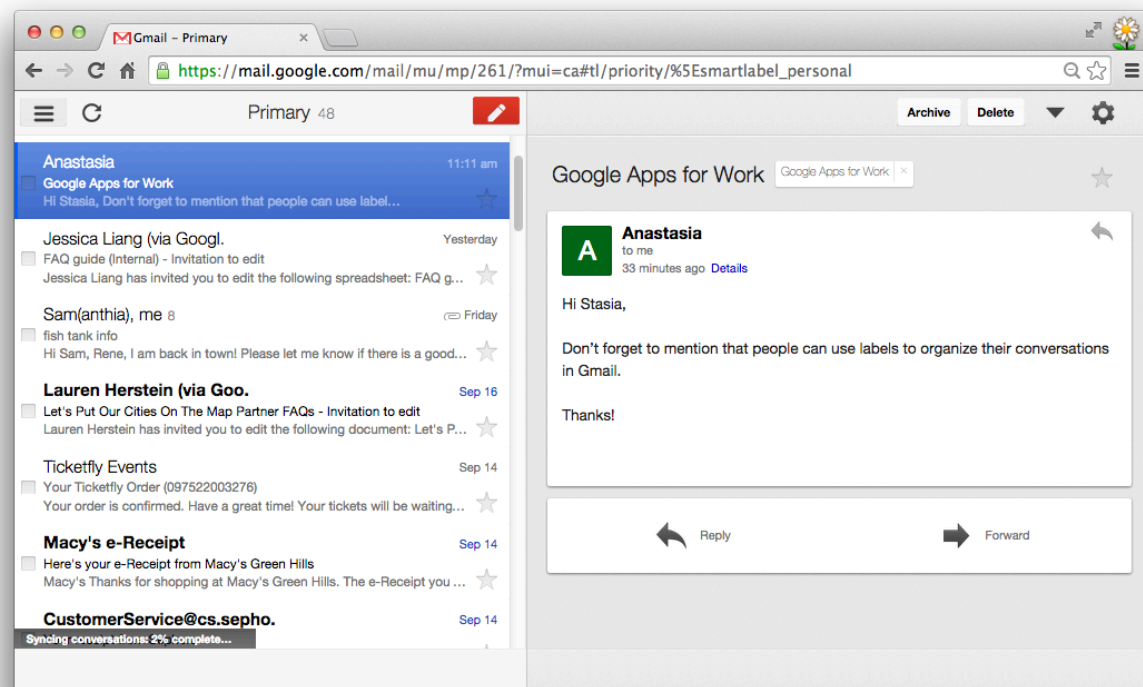 Gmail – Primary
https://mail.google.com/mail/mu/mp/261/?mui=ca#tl/priority/%5Esmartlabel_personal
Primary 48
Archive
Delete
Anastasia 11:11 am
Google Apps for Work
Hi Stasia, Don't forget to mention that people can use label...
Jessica Liang (via Googl. Yesterday
FAQ guide (Internal) - Invitation to edit
Jessica Liang has invited you to edit the following spreadsheet: FAQ g...
Sam(anthia), me 8 Friday
fish tank info
Hi Sam, Rene, I am back in town! Please let me know if there is a good...
Lauren Herstein (via Goo. Sep 16
Let's Put Our Cities On The Map Partner FAQs - Invitation to edit
Lauren Herstein has invited you to edit the following document: Let's P...
Ticketfly Events Sep 14
Your Ticketfly Order (097522003276)
Your order is confirmed. Have a great time! Your tickets will be waiting...
Macy's e-Receipt Sep 14
Here's your e-Receipt from Macy's Green Hills
Macy's Thanks for shopping at Macy's Green Hills. The e-Receipt you ...
CustomerService@cs.sepho. Sep 14
Syncing conversations: 2% complete...
Google Apps for Work
Google Apps for Work ×
A
Anastasia
to me
33 minutes ago Details
Hi Stasia,
Don't forget to mention that people can use labels to organize their conversations
in Gmail.
Thanks!
Reply
Forward